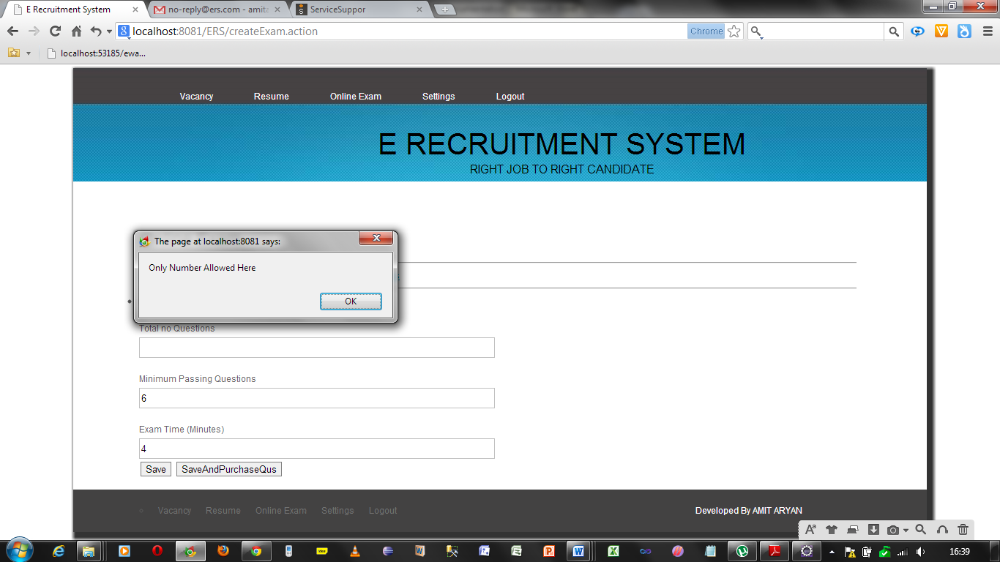 E Recruitment System
no-reply@ers.com - amita
ServiceSuppor
localhost:8081/ERS/createExam.action
Chrome
localhost:53185/ewa...
Vacancy Resume Online Exam Settings Logout
E RECRUITMENT SYSTEM
RIGHT JOB TO RIGHT CANDIDATE
The page at localhost:8081 says:
Only Number Allowed Here
OK
Total no Questions
Minimum Passing Questions
6
Exam Time (Minutes)
4
Save SaveAndPurchaseQus
Vacancy Resume Online Exam Settings Logout
Developed By AMIT ARYAN
16:39